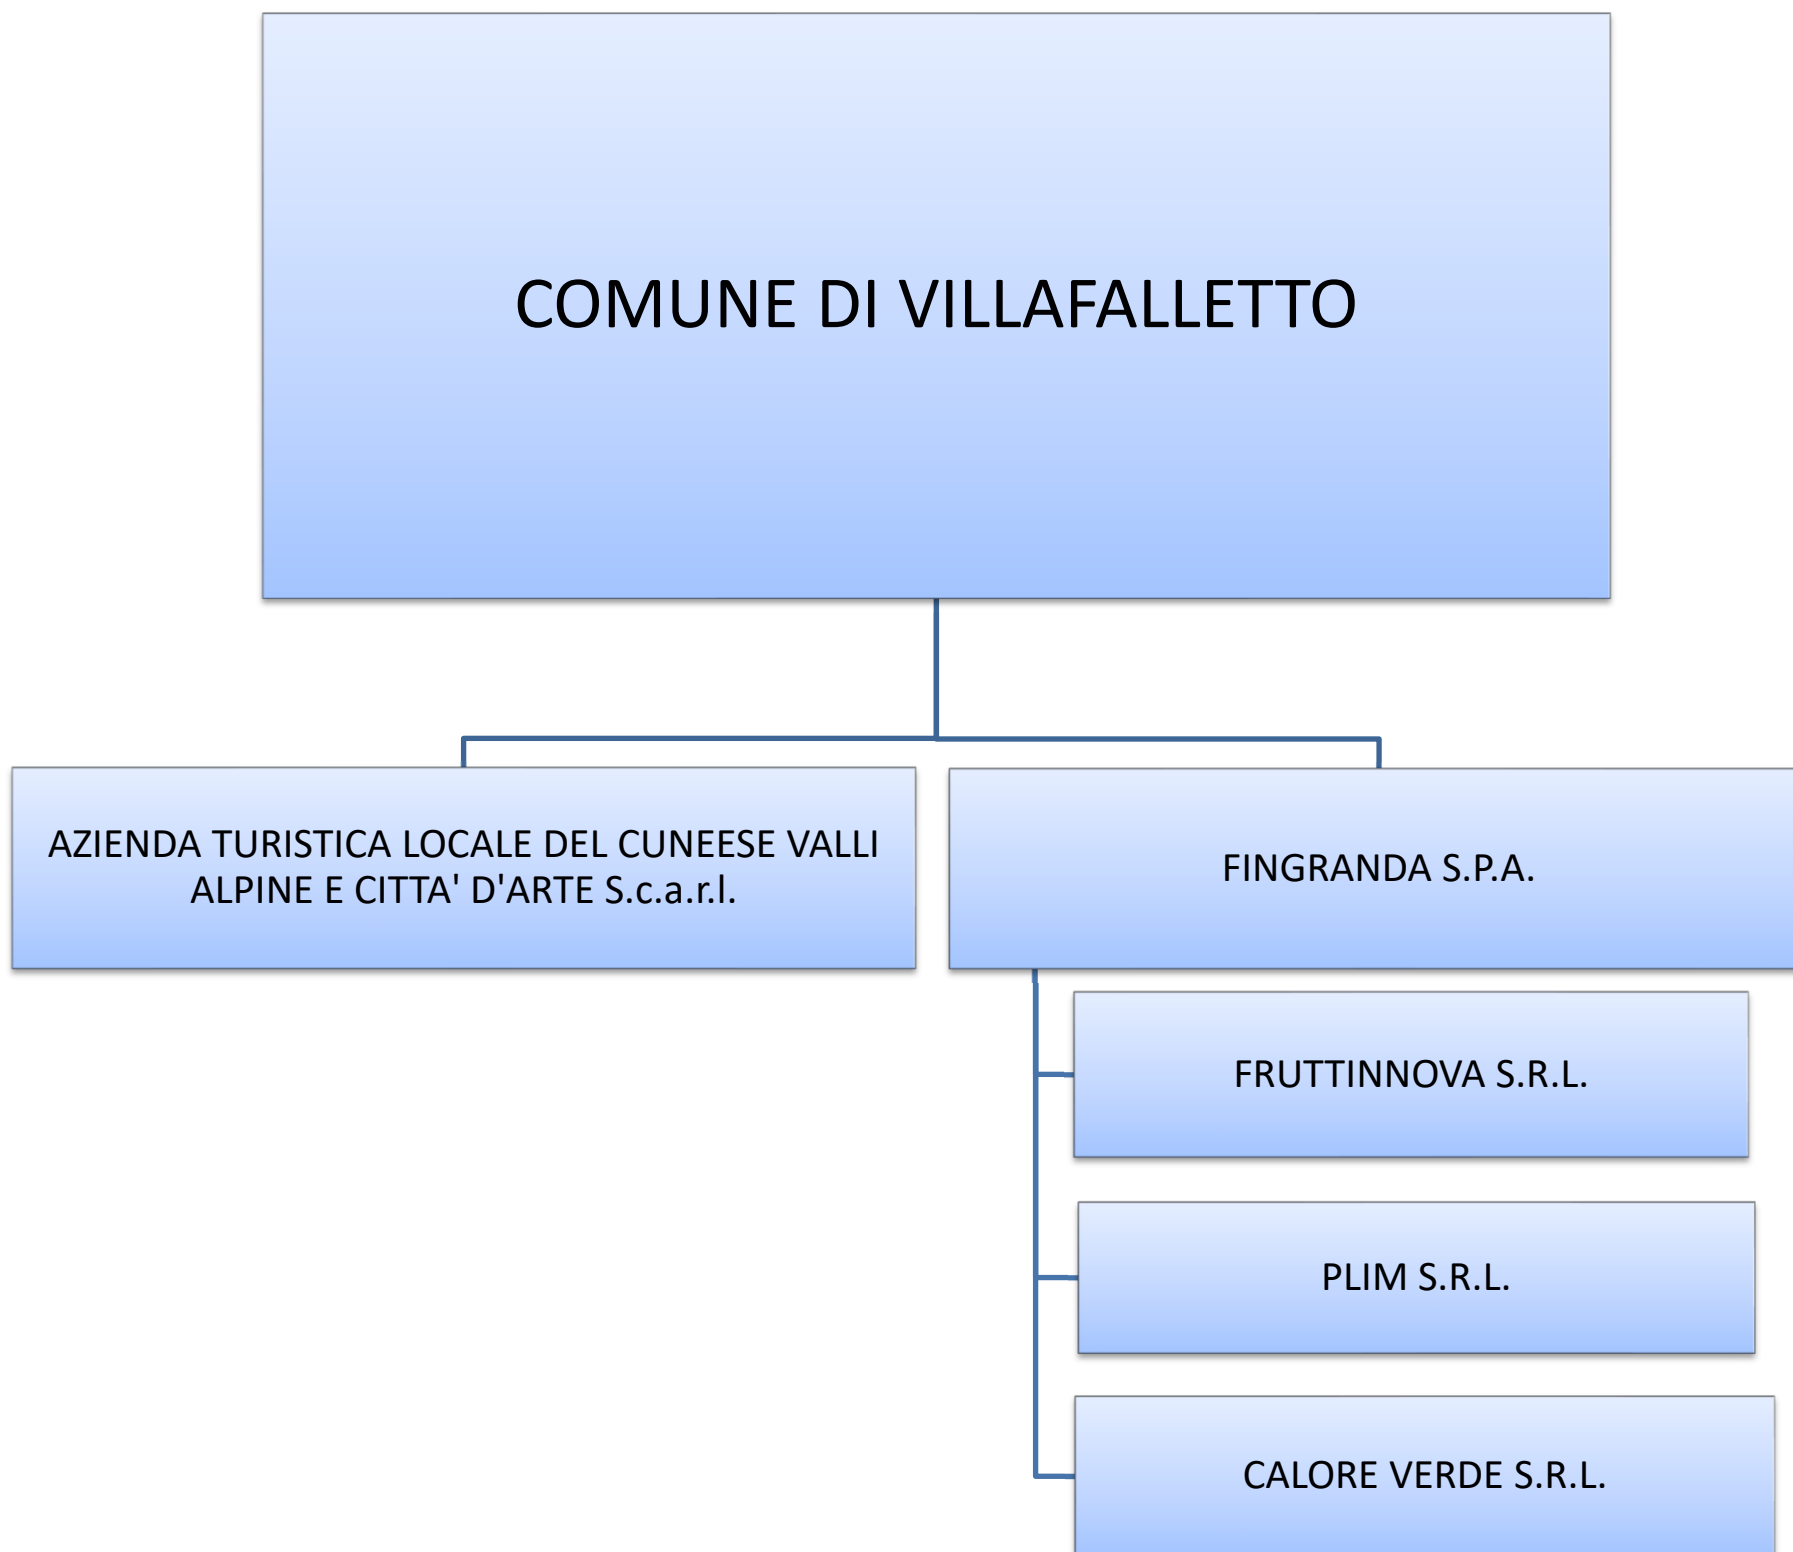 COMUNE DI VILLAFALLETTO
AZIENDA TURISTICA LOCALE DEL CUNEESE VALLI
ALPINE E CITTA' D'ARTE S.c.a.r.l.
FINGRANDA S.P.A.
FRUTTINNOVA S.R.L.
PLIM S.R.L.
CALORE VERDE S.R.L.